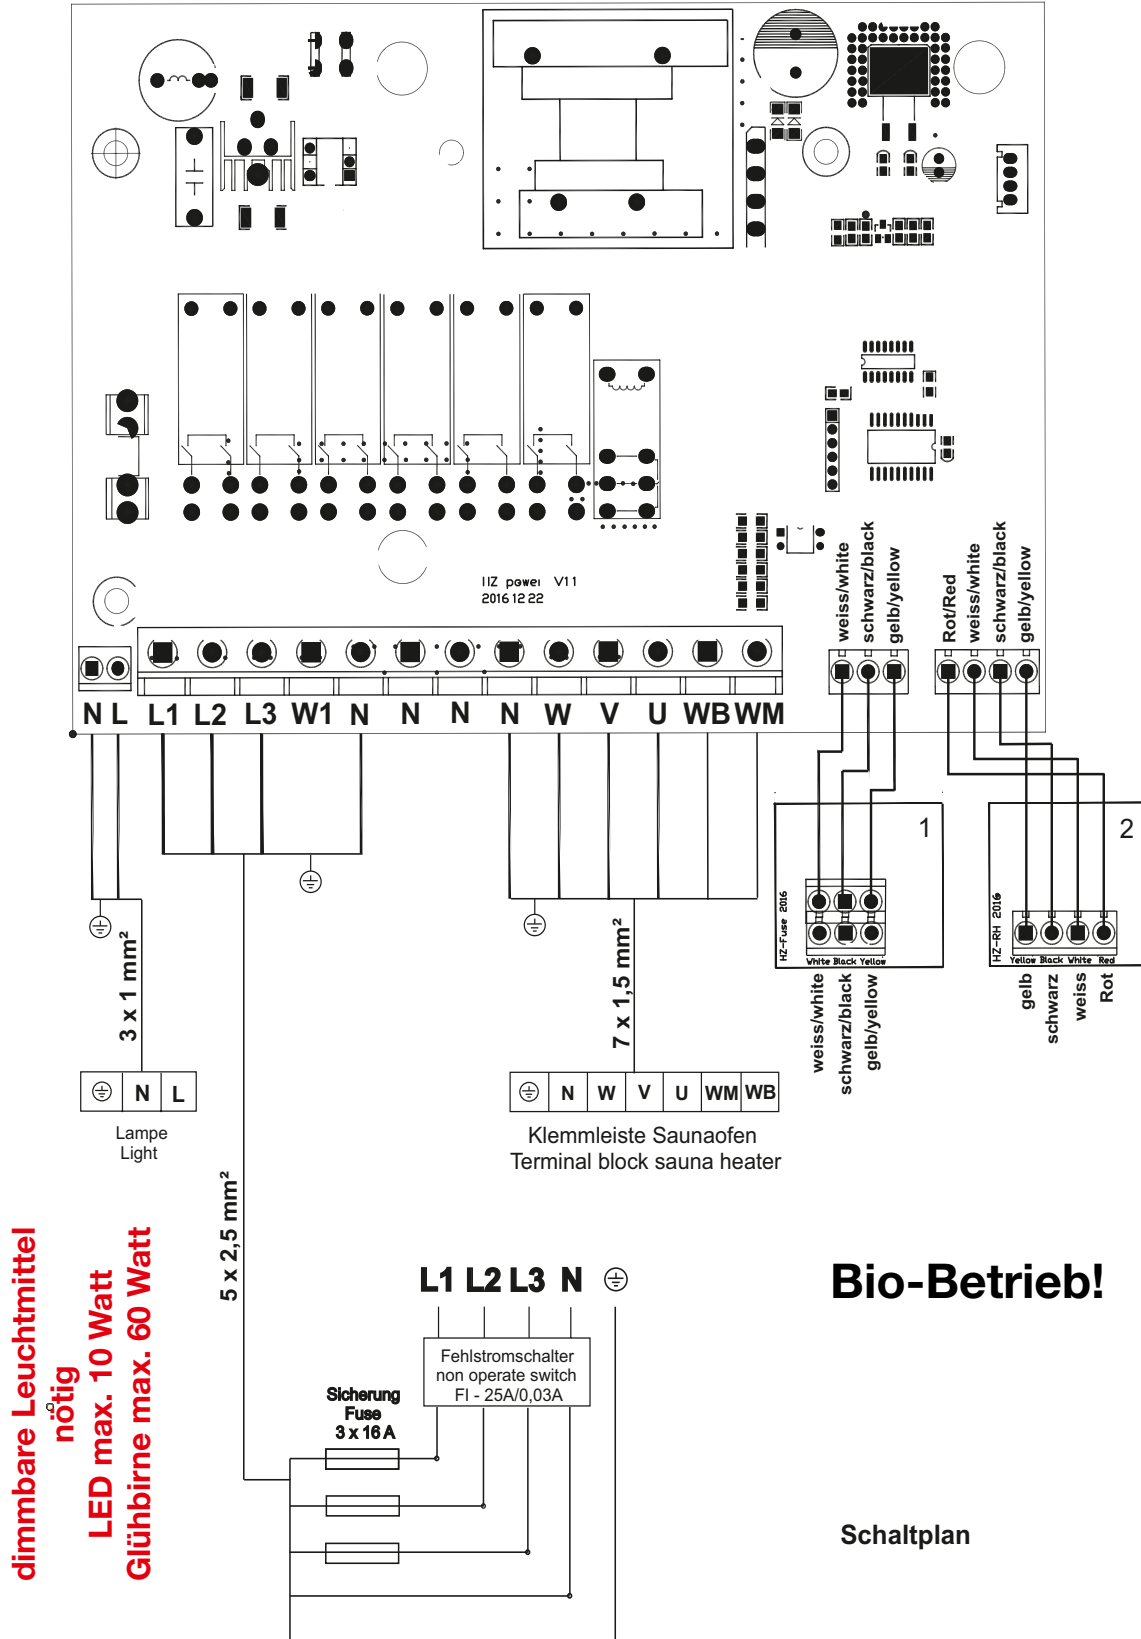 IIZ power V11
2016 12 22
weiss/white
schwarz/black
gelb/yellow
Rot/Red
weiss/white
schwarz/black
gelb/yellow
N L L1 L2 L3 W1 N N N N W V U WB WM
1
2
HZ-Fuse 2016
White Black Yellow
HZ-RH 2016
Yellow Black White Red
weiss/white
schwarz/black
gelb/yellow
gelb
schwarz
weiss
Rot
3 x 1 mm²
7 x 1,5 mm²
N L
Lampe
Light
N W V U WM WB
Klemmleiste Saunaofen
Terminal block sauna heater
5 x 2,5 mm²
dimmbare Leuchtmittel
nötig
LED max. 10 Watt
Glühbirne max. 60 Watt
L1 L2 L3 N
Bio-Betrieb!
Fehlstromschalter
non operate switch
FI - 25A/0,03A
Sicherung
Fuse
3 x 16 A
Schaltplan